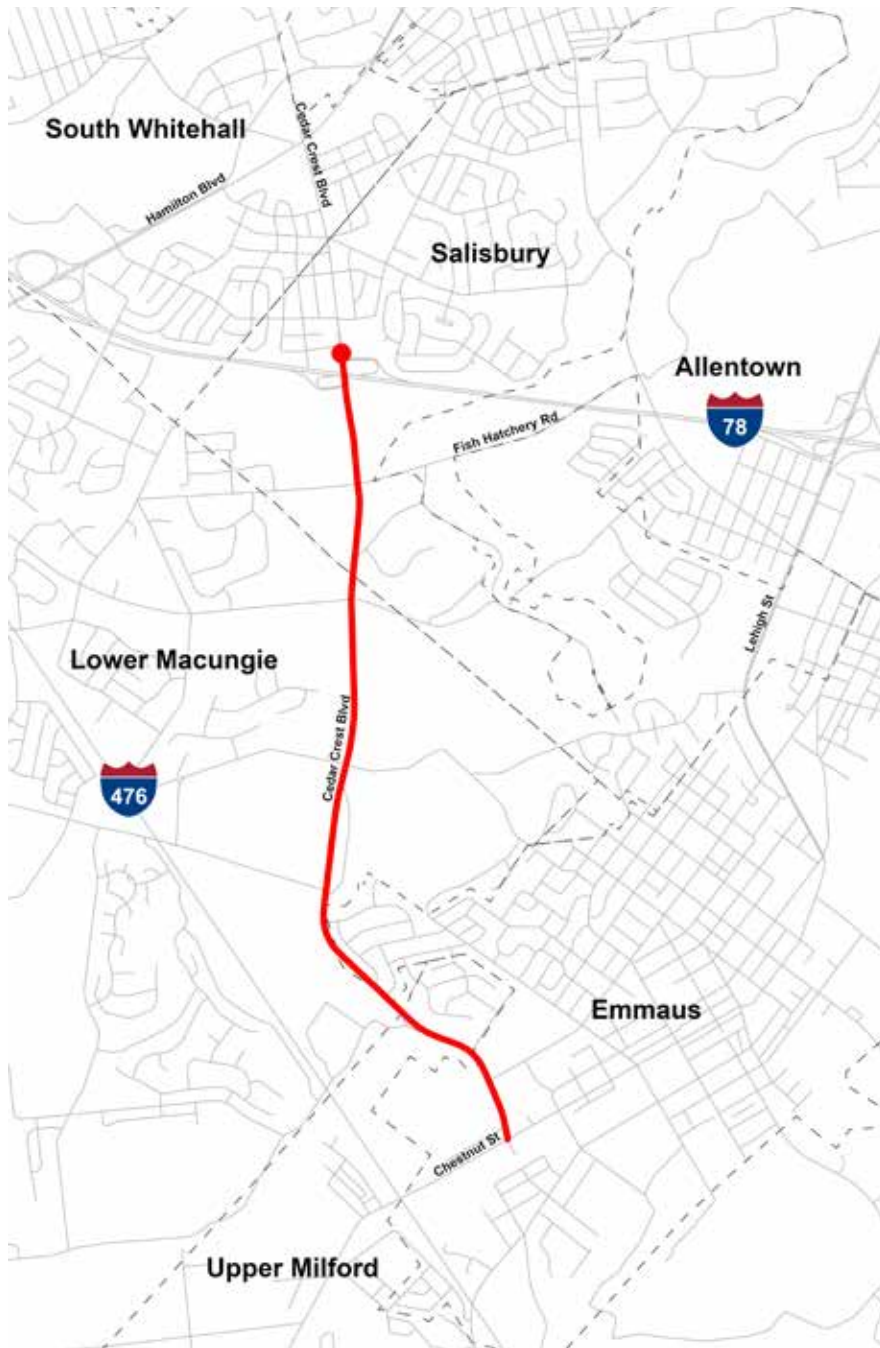 South Whitehall
Cedar Crest Blvd
Hamilton Blvd
Salisbury
Allentown
78
Fish Hatchery Rd
Lehigh St
Lower Macungie
Cedar Crest Blvd
476
Emmaus
Chestnut St
Upper Milford